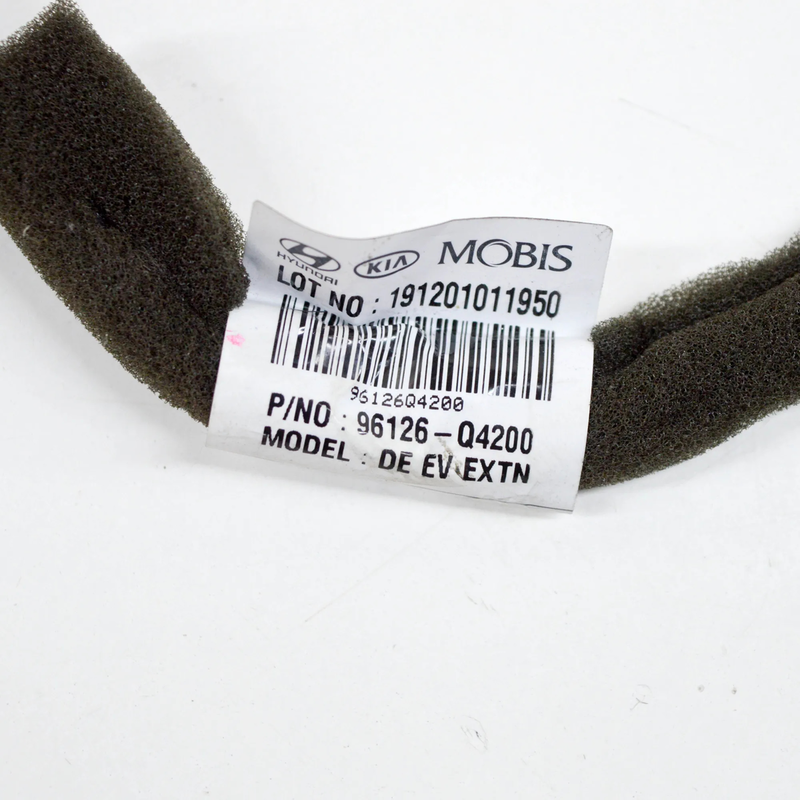 HYUNDAI KIA MOBIS
LOT NO : 191201011950
96126Q4200
P/NO : 96126-Q4200
MODEL : DE EV EXTN